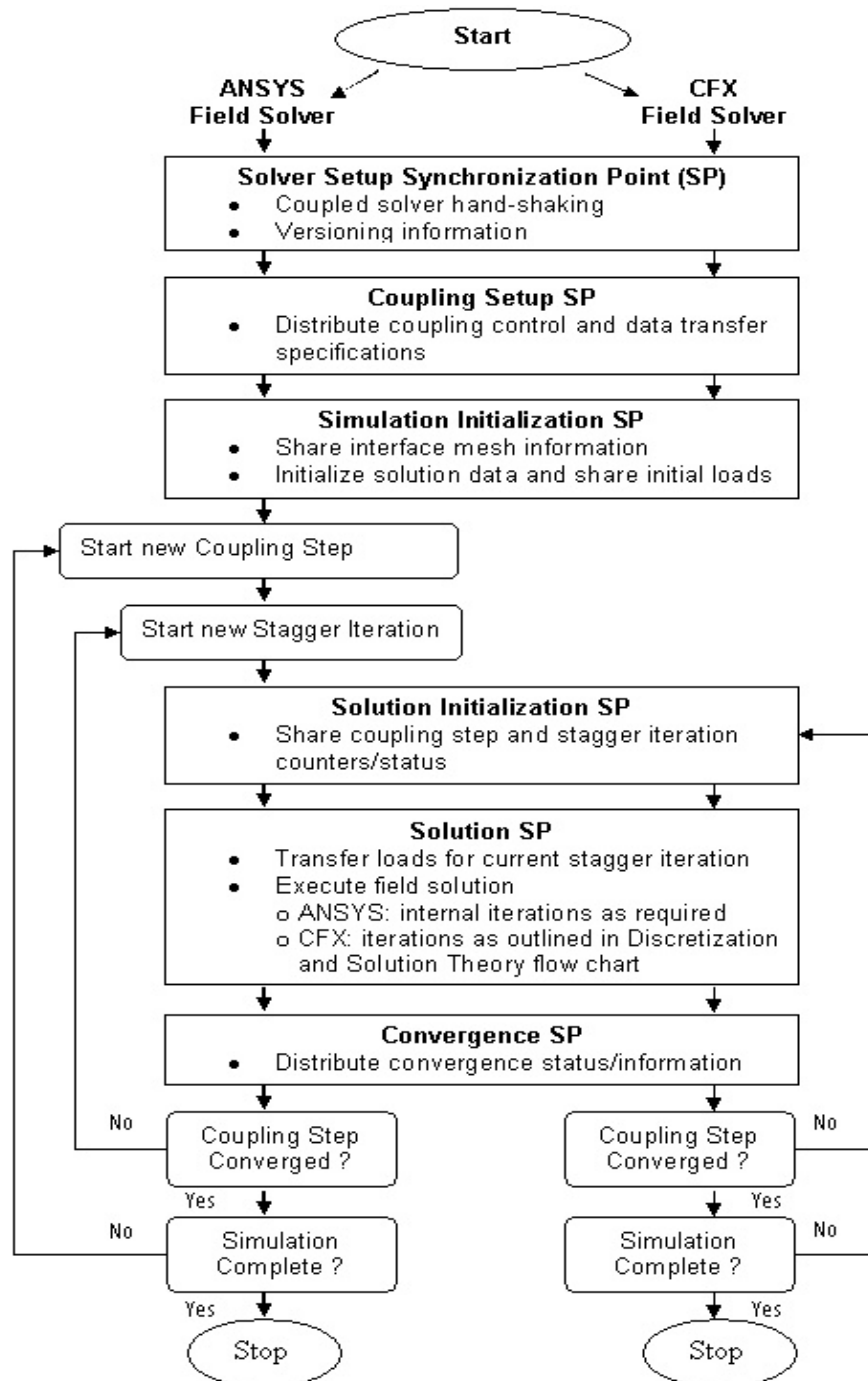 Start
ANSYS
Field Solver
CFX
Field Solver
Solver Setup Synchronization Point (SP)
● Coupled solver hand-shaking
● Versioning information
Coupling Setup SP
● Distribute coupling control and data transfer
specifications
Simulation Initialization SP
● Share interface mesh information
● Initialize solution data and share initial loads
Start new Coupling Step
Start new Stagger Iteration
Solution Initialization SP
● Share coupling step and stagger iteration
counters/status
Solution SP
● Transfer loads for current stagger iteration
● Execute field solution
o ANSYS: internal iterations as required
o CFX: iterations as outlined in Discretization
and Solution Theory flow chart
Convergence SP
● Distribute convergence status/information
No
Coupling Step
Converged ?
Yes
Coupling Step
Converged ?
No
Yes
No
Simulation
Complete ?
Yes
Simulation
Complete ?
No
Yes
Stop
Stop